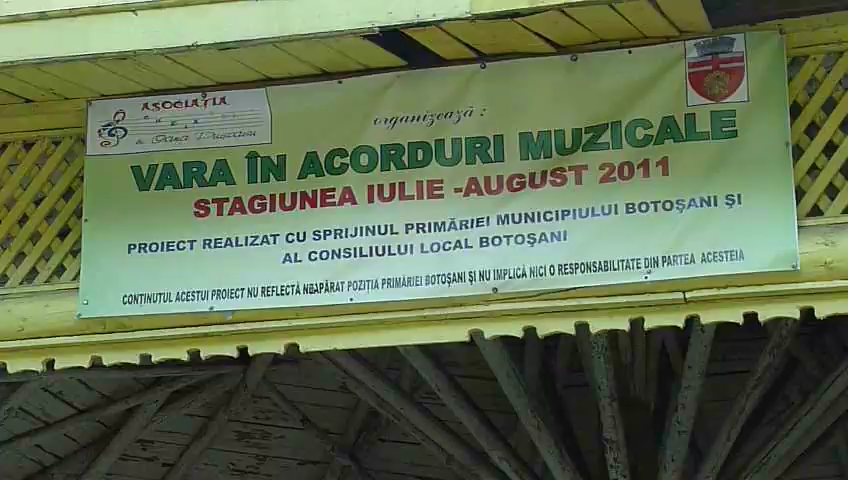 ASOCIAȚIA
organizează :
VARA ÎN ACORDURI MUZICALE
STAGIUNEA IULIE -AUGUST 2011
PROIECT REALIZAT CU SPRIJINUL PRIMĂRIEI MUNICIPIULUI BOTOȘANI ȘI
AL CONSILIULUI LOCAL BOTOȘANI
CONȚINUTUL ACESTUI PROIECT NU REFLECTĂ NEAPĂRAT POZIȚIA PRIMĂRIEI BOTOȘANI ȘI NU IMPLICĂ NICI O RESPONSABILITATE DIN PARTEA ACESTEIA